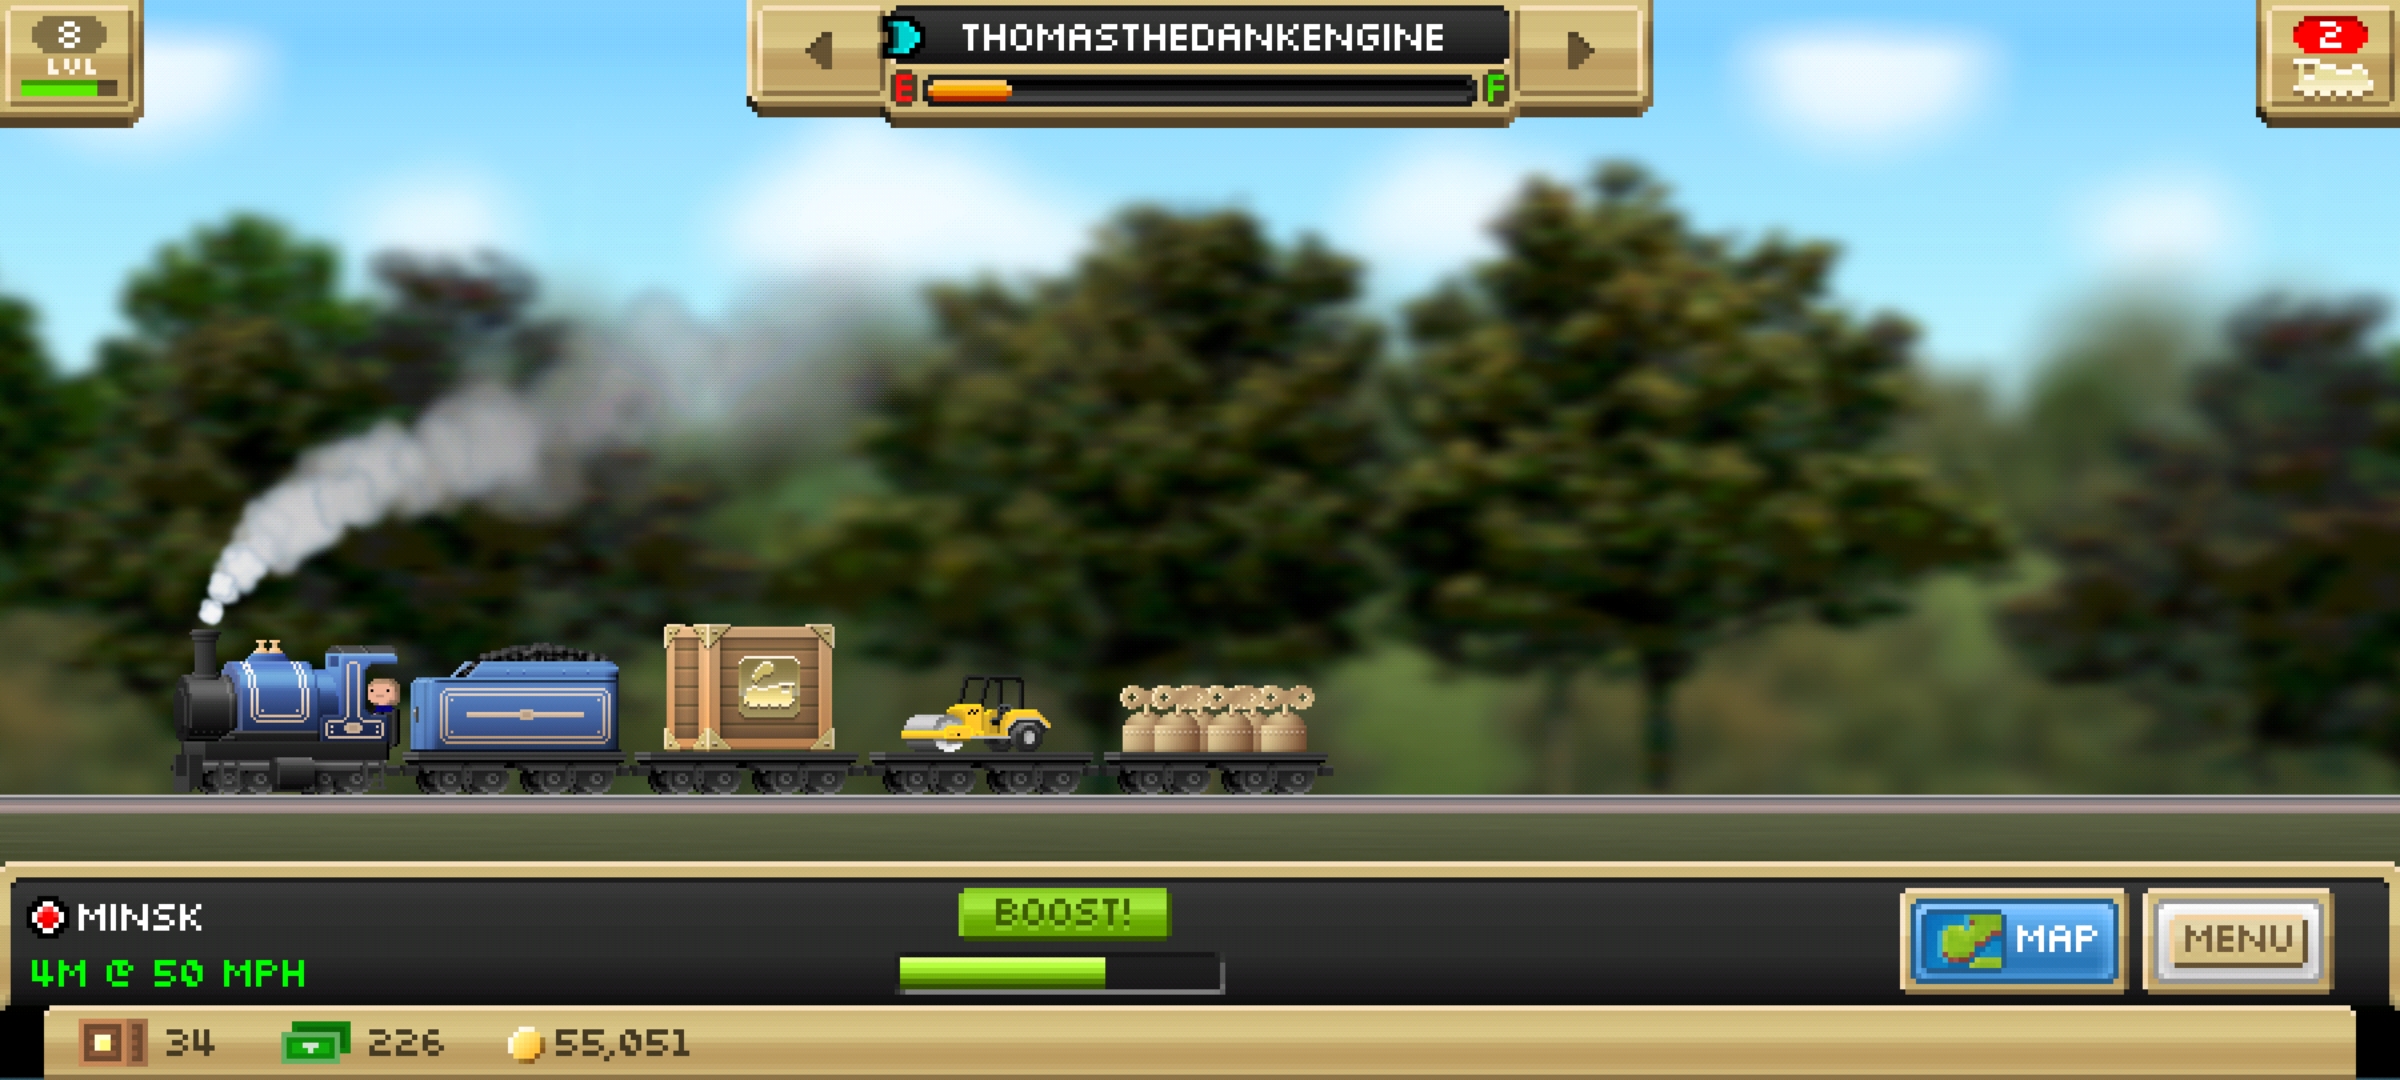 8
LVL
THOMASTHEDANKENGINE
E F
2
MINSK
4M @ 50 MPH
BOOST!
MAP
MENU
34 226 55,051